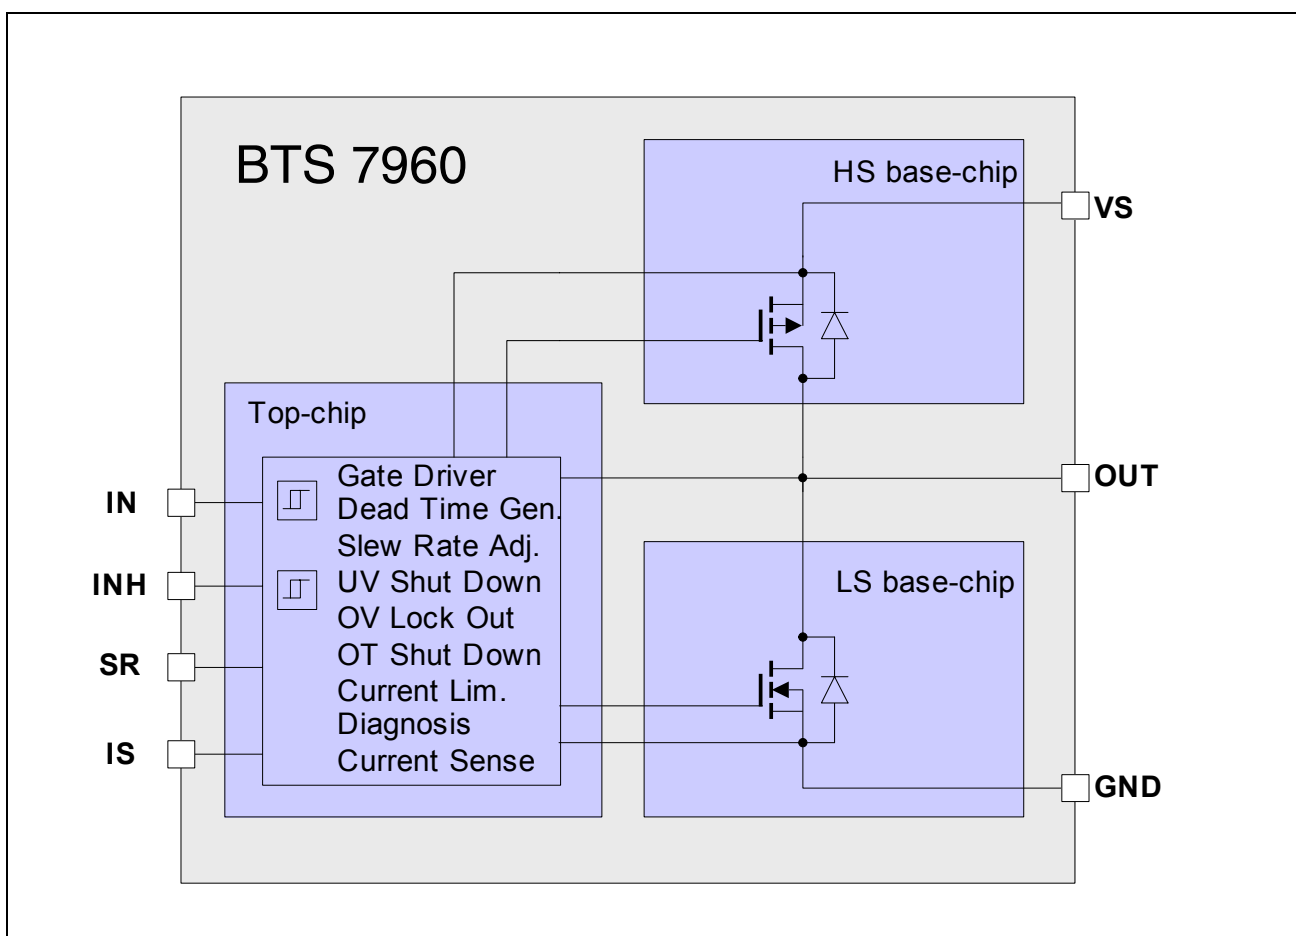 BTS 7960
HS base-chip
VS
Top-chip
Gate Driver
Dead Time Gen.
Slew Rate Adj.
UV Shut Down
OV Lock Out
OT Shut Down
Current Lim.
Diagnosis
Current Sense
IN
INH
SR
IS
OUT
LS base-chip
GND